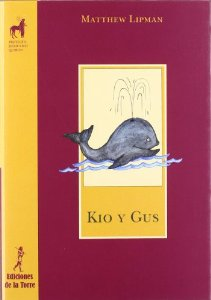 MATTHEW LIPMAN
KIO Y GUS
Ediciones
de la Torre